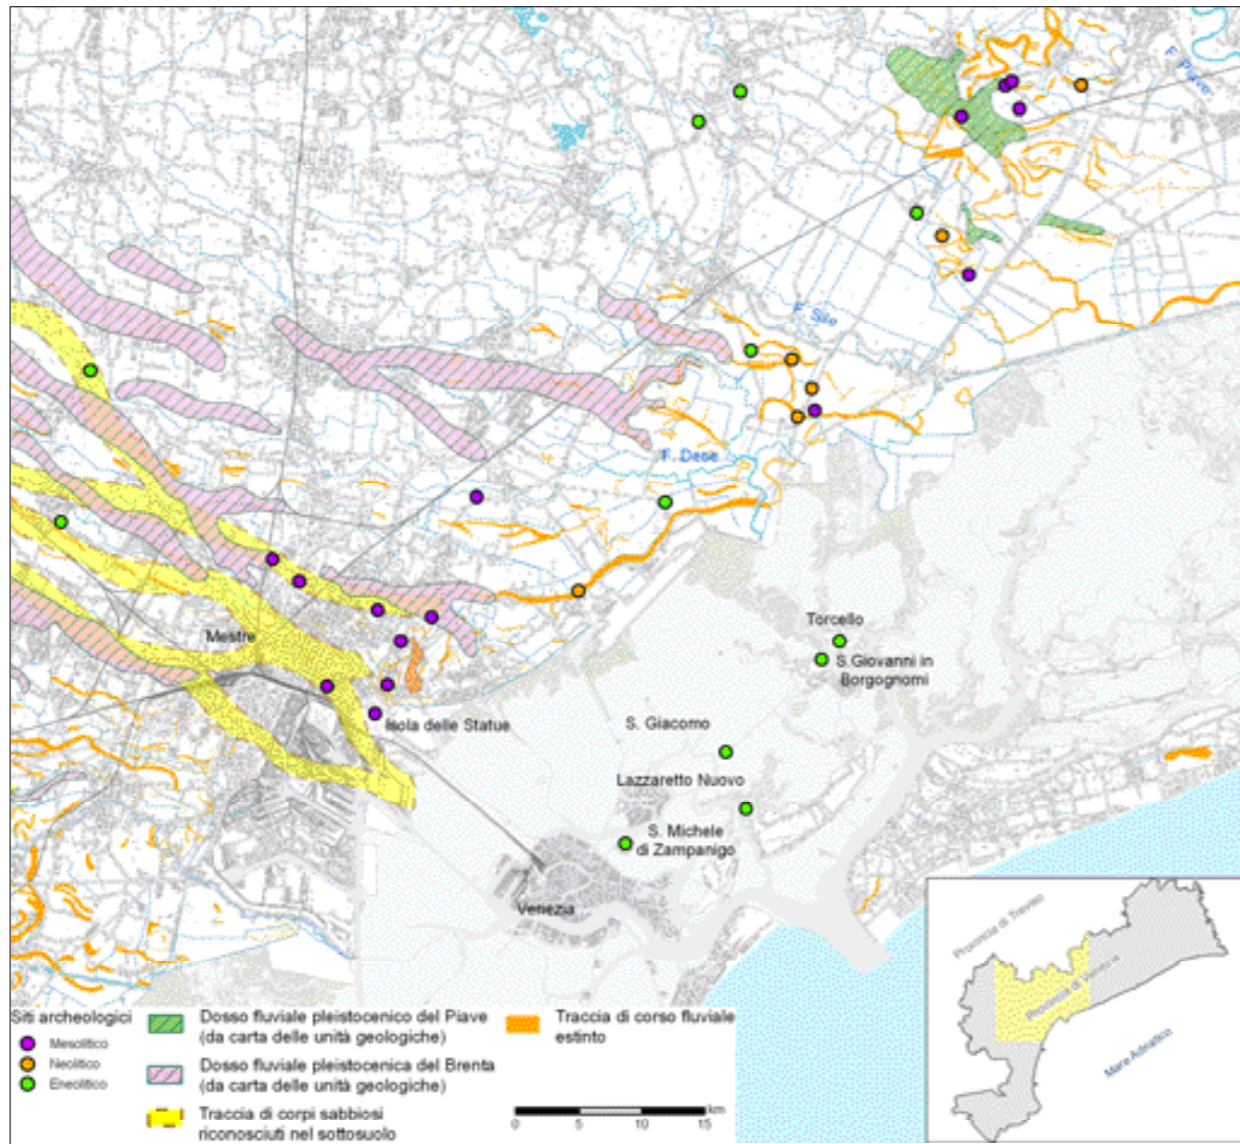 F. Piave
F. Sile
F. Dese
Torcello
S.Giovanni in
Borgognomi
Mestre
Isola delle Statue
S. Giacomo
Lazzaretto Nuovo
S. Michele
di Zampanigo
Venezia
Provincia di Treviso
Provincia di Venezia
Mare Adriatico
Siti archeologici
Mesolitico
Neolitico
Eneolitico
Dosso fluviale pleistocenico del Piave
(da carta delle unità geologiche)
Dosso fluviale pleistocenica del Brenta
(da carta delle unità geologiche)
Traccia di corpi sabbiosi
riconosciuti nel sottosuolo
Traccia di corso fluviale
estinto
km
0 5 10 15